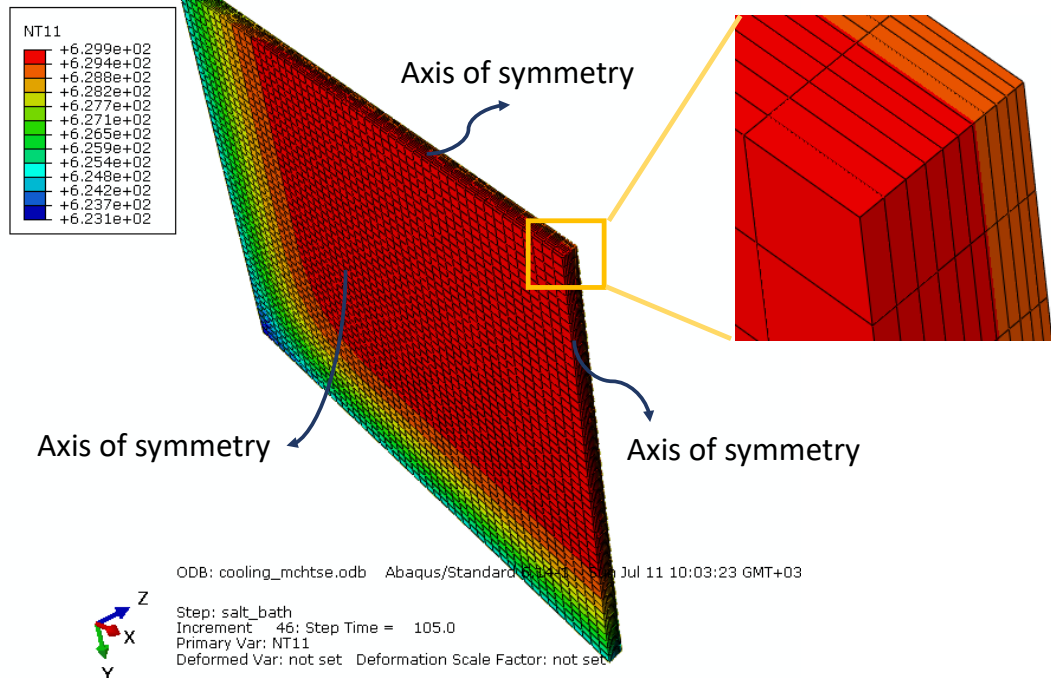 NT11
+6.299e+02
+6.294e+02
+6.288e+02
+6.282e+02
+6.277e+02
+6.271e+02
+6.265e+02
+6.259e+02
+6.254e+02
+6.248e+02
+6.242e+02
+6.237e+02
+6.231e+02
Axis of symmetry
Axis of symmetry
Axis of symmetry
ODB: cooling_mchtse.odb Abaqus/Standard Jul 11 10:03:23 GMT+03
Step: salt_bath
Increment 46: Step Time = 105.0
Primary Var: NT11
Deformed Var: not set Deformation Scale Factor: not set
Z
X
Y